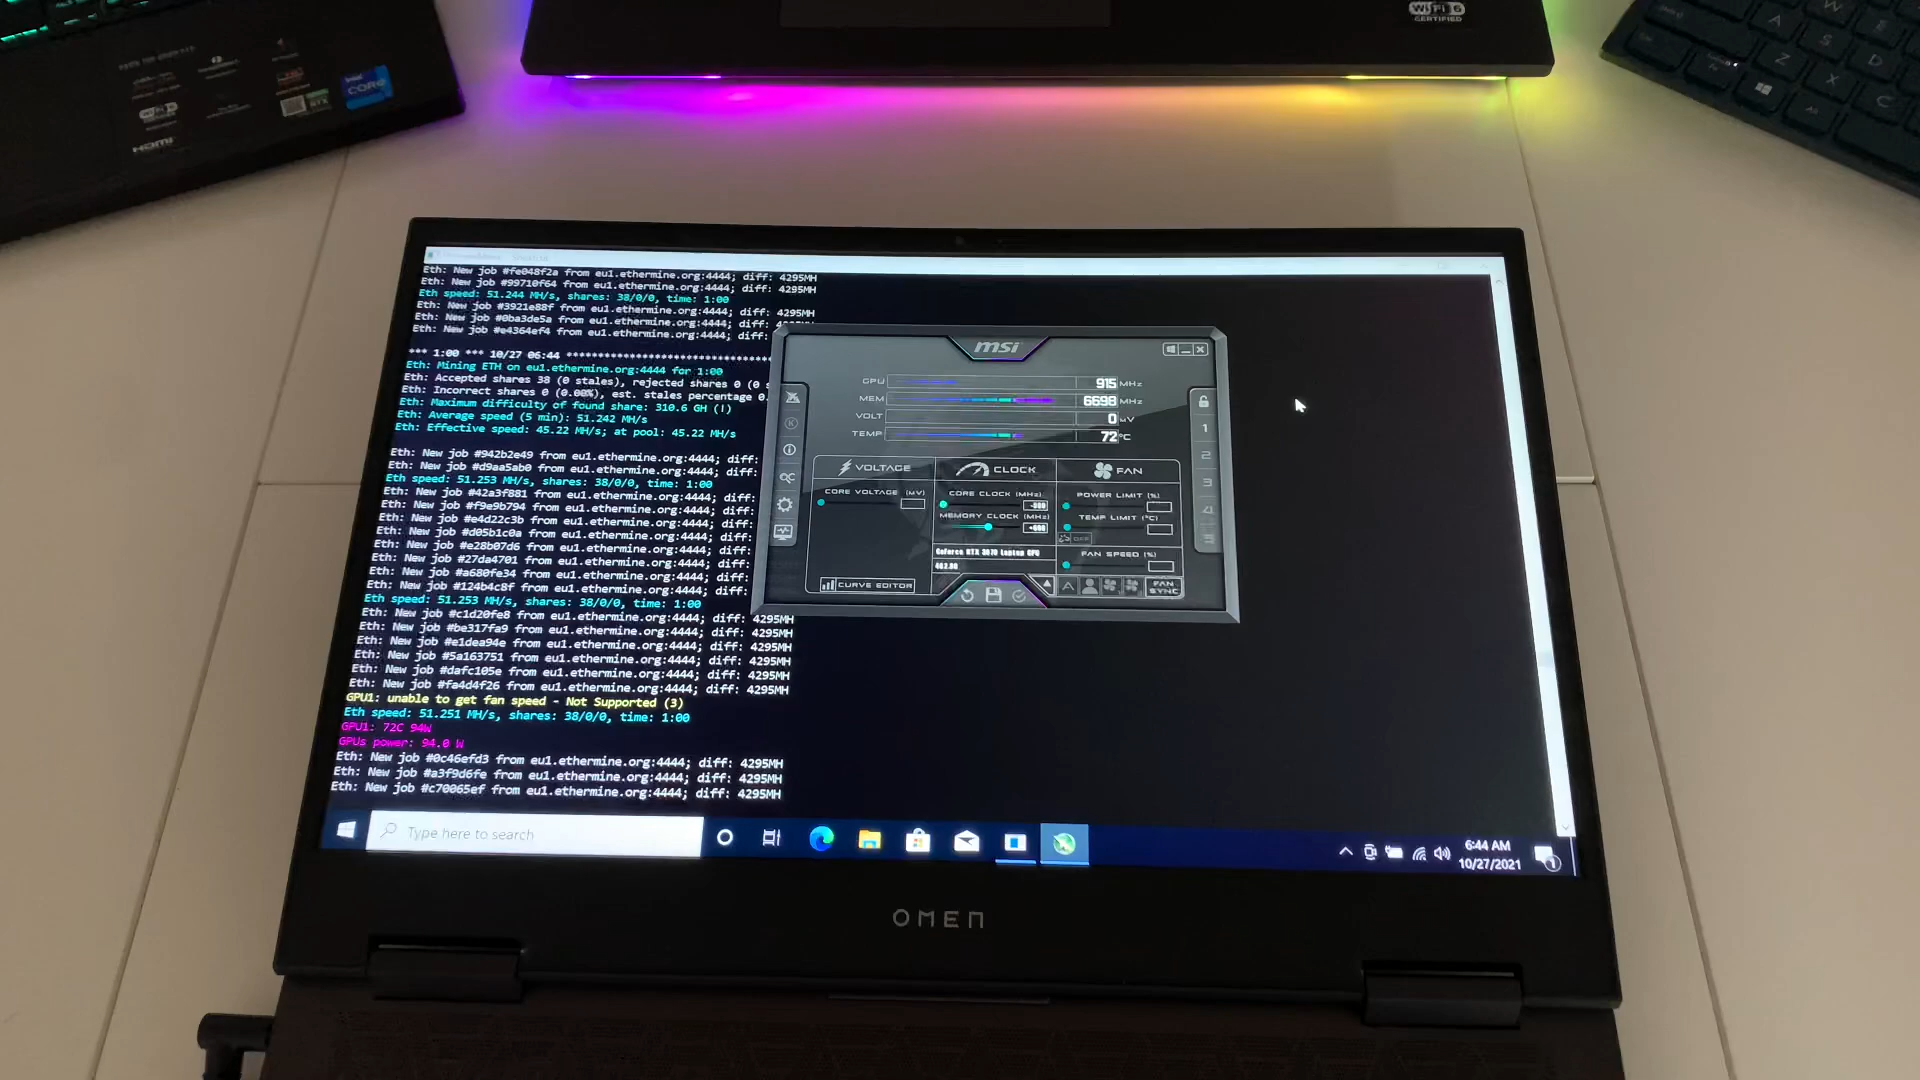 WiFi 6
CERTIFIED
intel
CORE
HDMI
Eth: New job #fe048f2a from eu1.ethermine.org:4444; diff: 4295MH
Eth: New job #99710f64 from eu1.ethermine.org:4444; diff: 4295MH
Eth speed: 51.244 MH/s, shares: 38/0/0, time: 1:00
Eth: New job #3921e88f from eu1.ethermine.org:4444; diff: 4295MH
Eth: New job #0ba3de5a from eu1.ethermine.org:4444; diff:
Eth: New job #e4364ef4 from eu1.ethermine.org:4444; diff:
*** 1:00 *** 10/27 06:44 **********************************
Eth: Mining ETH on eu1.ethermine.org:4444 for 1:00
Eth: Accepted shares 38 (0 stales), rejected shares 0 (0 s
Eth: Incorrect shares 0 (0.00%), est. stales percentage 0.
Eth: Maximum difficulty of found share: 310.6 GH (!)
Eth: Average speed (5 min): 51.242 MH/s
Eth: Effective speed: 45.22 MH/s; at pool: 45.22 MH/s
Eth: New job #942b2e49 from eu1.ethermine.org:4444; diff:
Eth: New job #d9aa5ab0 from eu1.ethermine.org:4444; diff:
Eth speed: 51.253 MH/s, shares: 38/0/0, time: 1:00
Eth: New job #42a3f881 from eu1.ethermine.org:4444; diff:
Eth: New job #f9e9b794 from eu1.ethermine.org:4444; diff:
Eth: New job #e4d22c3b from eu1.ethermine.org:4444; diff:
Eth: New job #d05b1c0a from eu1.ethermine.org:4444; diff:
Eth: New job #e28b07d6 from eu1.ethermine.org:4444; diff:
Eth: New job #27da4701 from eu1.ethermine.org:4444; diff:
Eth: New job #a680fe34 from eu1.ethermine.org:4444; diff:
Eth: New job #124b4c8f from eu1.ethermine.org:4444; diff:
Eth speed: 51.253 MH/s, shares: 38/0/0, time: 1:00
Eth: New job #c1d20fe8 from eu1.ethermine.org:4444; diff: 4295MH
Eth: New job #be317fa9 from eu1.ethermine.org:4444; diff: 4295MH
Eth: New job #e1dea94e from eu1.ethermine.org:4444; diff: 4295MH
Eth: New job #5a163751 from eu1.ethermine.org:4444; diff: 4295MH
Eth: New job #dafc105e from eu1.ethermine.org:4444; diff: 4295MH
Eth: New job #fa4d4f26 from eu1.ethermine.org:4444; diff: 4295MH
GPU1: unable to get fan speed - Not Supported (3)
Eth speed: 51.251 MH/s, shares: 38/0/0, time: 1:00
GPU1: 72C 94W
GPUs power: 94.0 W
Eth: New job #0c46efd3 from eu1.ethermine.org:4444; diff: 4295MH
Eth: New job #a3f9d6fe from eu1.ethermine.org:4444; diff: 4295MH
Eth: New job #c70065ef from eu1.ethermine.org:4444; diff: 4295MH
msi
GPU 915 MHz
MEM 6698 MHz
VOLT 0 mV
TEMP 72 °C
VOLTAGE CLOCK FAN
CORE VOLTAGE (MV) CORE CLOCK (MHz) POWER LIMIT (%)
MEMORY CLOCK (MHz) TEMP LIMIT (°C)
OFF
GeForce RTX 3070 Laptop GPU FAN SPEED (%)
CURVE EDITOR FAN SYNC
1
2
3
4
5
Type here to search
6:44 AM
10/27/2021
1
OMEN